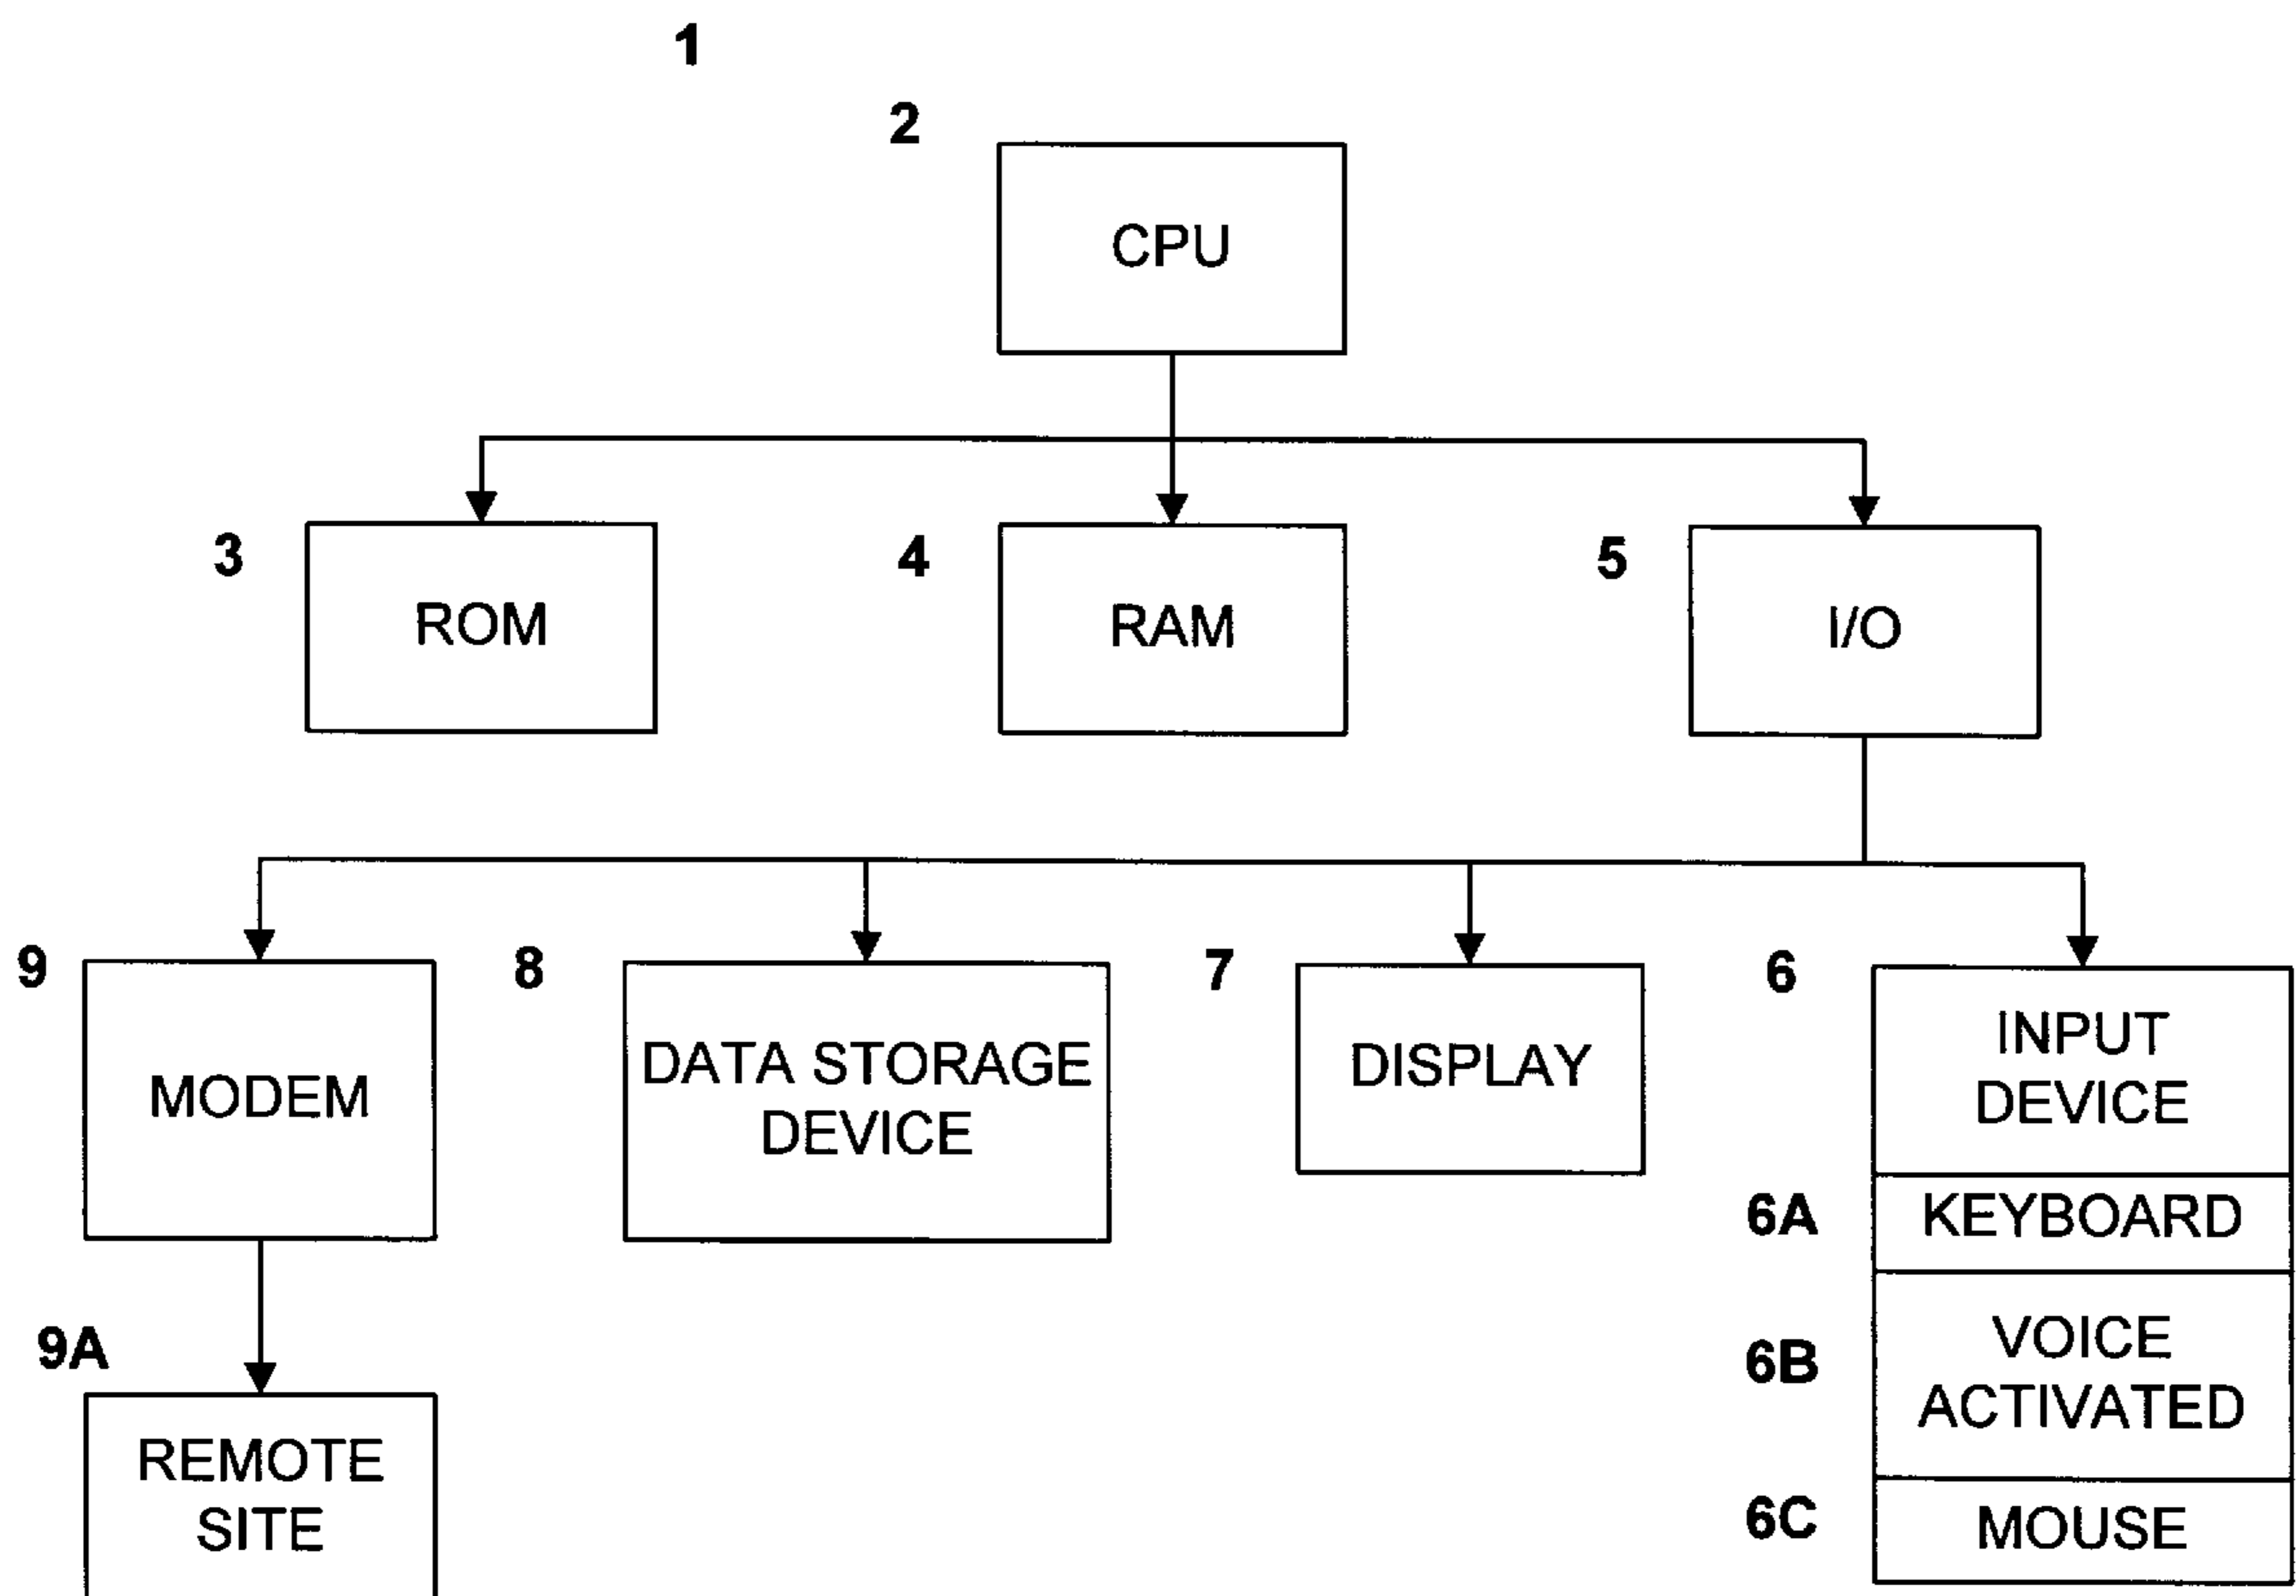 1
2
CPU
3
ROM
4
RAM
5
I/O
9
MODEM
8
DATA STORAGE
DEVICE
7
DISPLAY
6
INPUT
DEVICE
6A
KEYBOARD
6B
VOICE
ACTIVATED
6C
MOUSE
9A
REMOTE
SITE